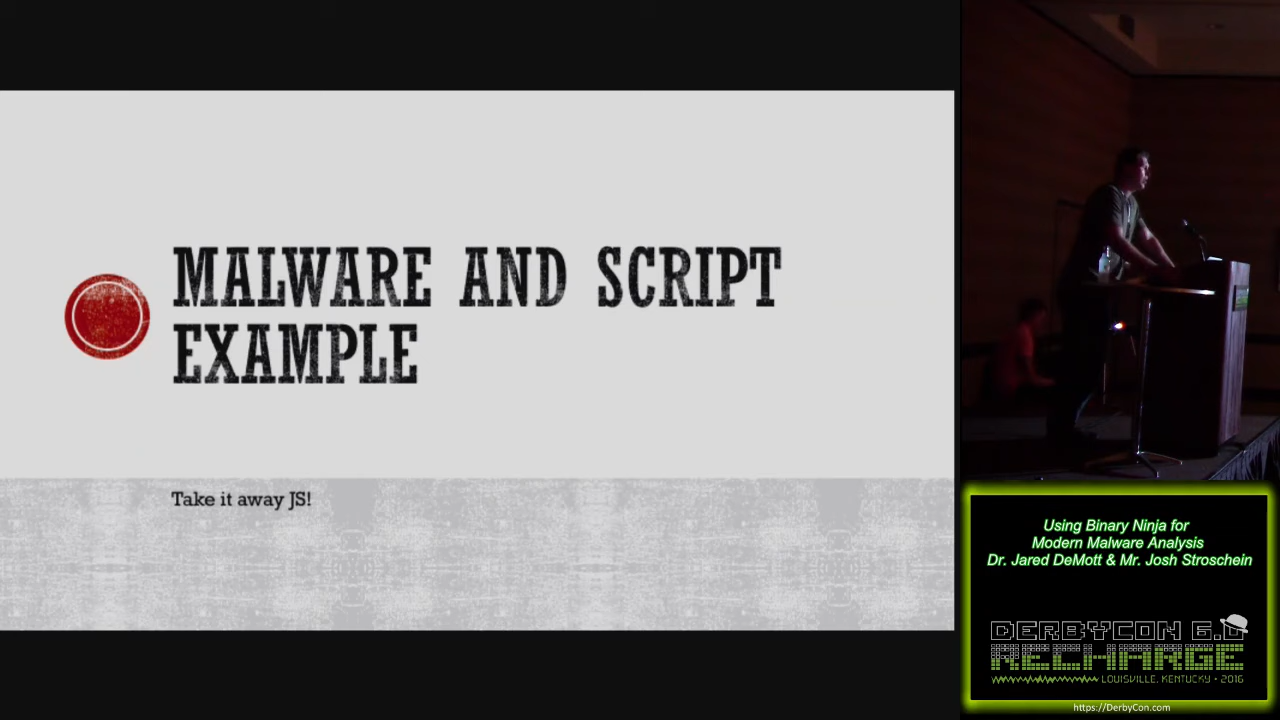 MALWARE AND SCRIPT
EXAMPLE
Take it away JS!
Using Binary Ninja for
Modern Malware Analysis
Dr. Jared DeMott & Mr. Josh Stroschein
DERBYCON 6.0
RECHARGE
LOUISVILLE, KENTUCKY • 2016
https://DerbyCon.com